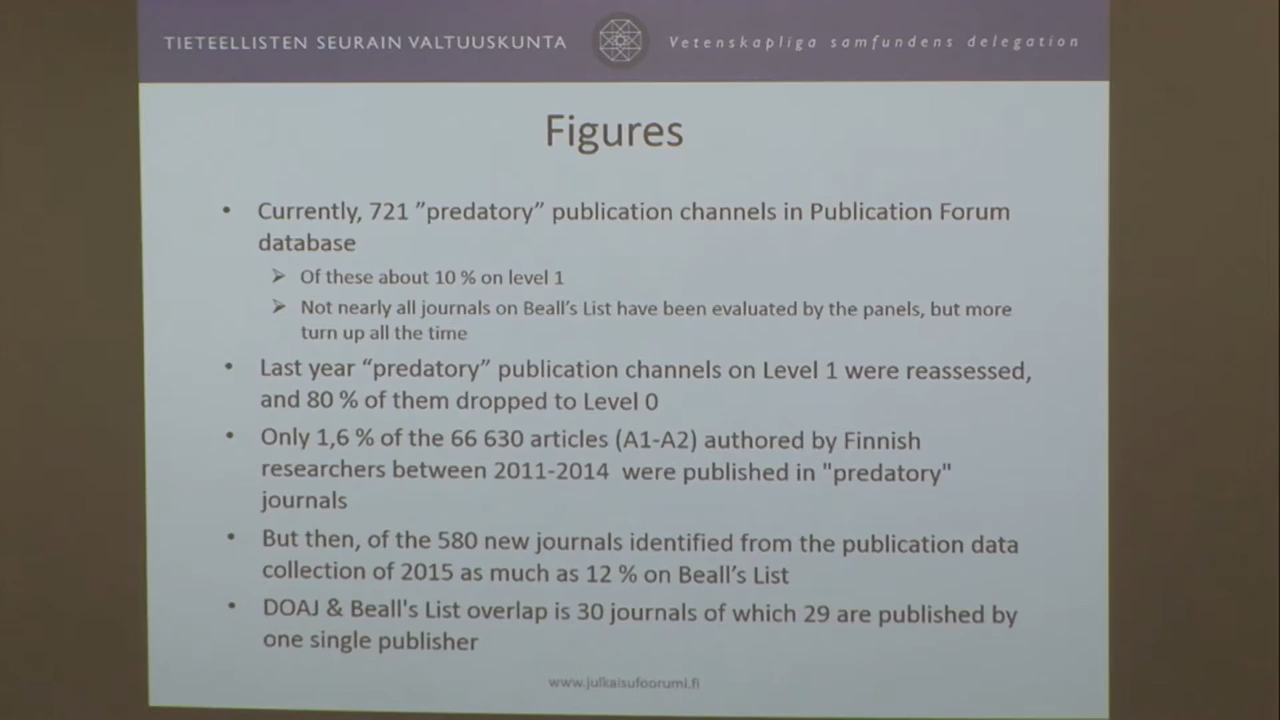 TIETEELLISTEN SEURAIN VALTUUSKUNTA Vetenskapliga samfundens delegation
Figures
• Currently, 721 ”predatory” publication channels in Publication Forum
database
➢ Of these about 10 % on level 1
➢ Not nearly all journals on Beall’s List have been evaluated by the panels, but more
turn up all the time
• Last year “predatory” publication channels on Level 1 were reassessed,
and 80 % of them dropped to Level 0
• Only 1,6 % of the 66 630 articles (A1-A2) authored by Finnish
researchers between 2011-2014 were published in "predatory"
journals
• But then, of the 580 new journals identified from the publication data
collection of 2015 as much as 12 % on Beall’s List
• DOAJ & Beall's List overlap is 30 journals of which 29 are published by
one single publisher
www.julkaisufoorumi.fi